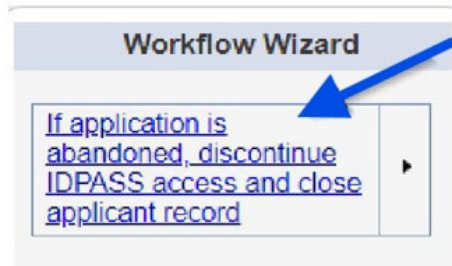 Workflow Wizard
If application is
abandoned, discontinue
IDPASS access and close
applicant record